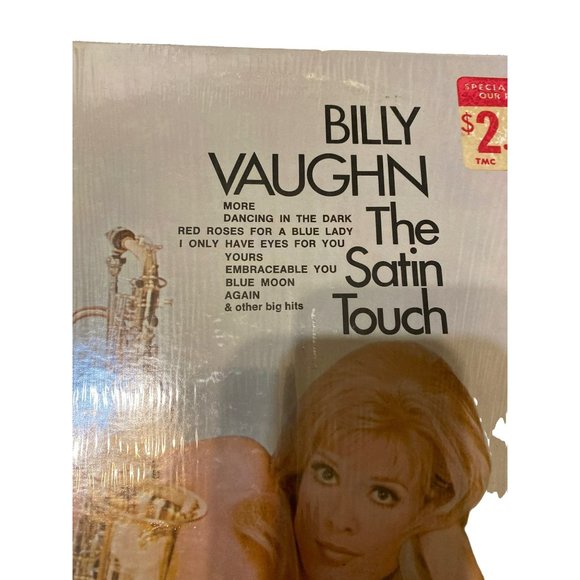 BILLY
VAUGHN
The
Satin
Touch
MORE
DANCING IN THE DARK
RED ROSES FOR A BLUE LADY
I ONLY HAVE EYES FOR YOU
YOURS
EMBRACEABLE YOU
BLUE MOON
AGAIN
& other big hits
SPECIA
OUR
$2.
TMC